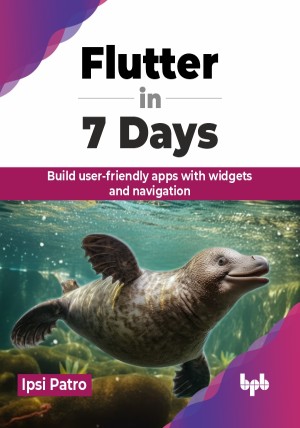 Flutter
in
7 Days
Build user-friendly apps with widgets
and navigation
Ipsi Patro
bpb